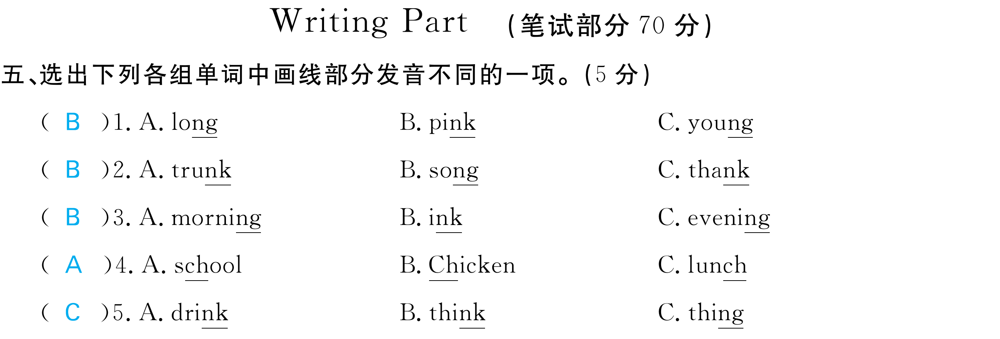 Writing Part (笔试部分 70 分)
五、选出下列各组单词中画线部分发音不同的一项。(5 分)
( B )1. A. long B. pink C. young
( B )2. A. trunk B. song C. thank
( B )3. A. morning B. ink C. evening
( A )4. A. school B. Chicken C. lunch
( C )5. A. drink B. think C. thing